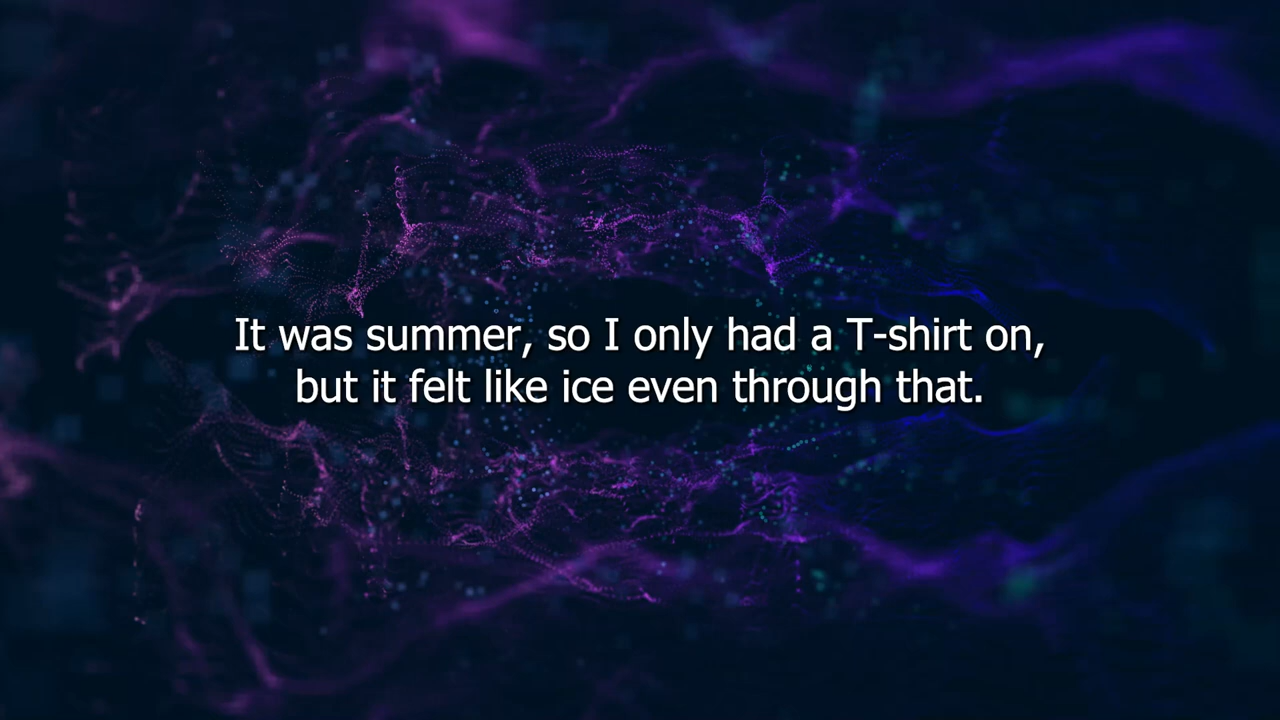 It was summer, so I only had a T-shirt on,
but it felt like ice even through that.